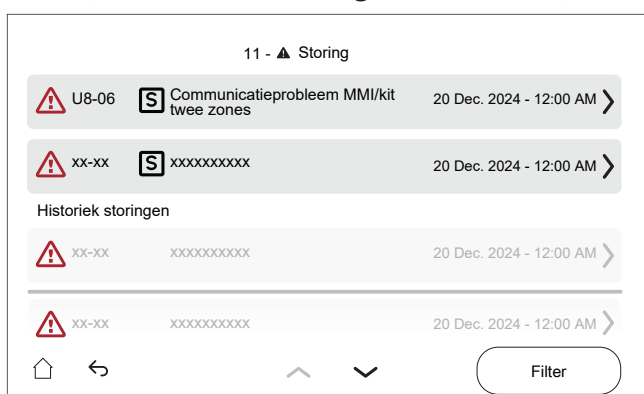 11 - Storing
U8-06 S Communicatieprobleem MMI/kit twee zones 20 Dec. 2024 - 12:00 AM
xx-xx S xxxxxxxxxx 20 Dec. 2024 - 12:00 AM
Historiek storingen
xx-xx xxxxxxxxxx 20 Dec. 2024 - 12:00 AM
xx-xx xxxxxxxxxx 20 Dec. 2024 - 12:00 AM
Filter